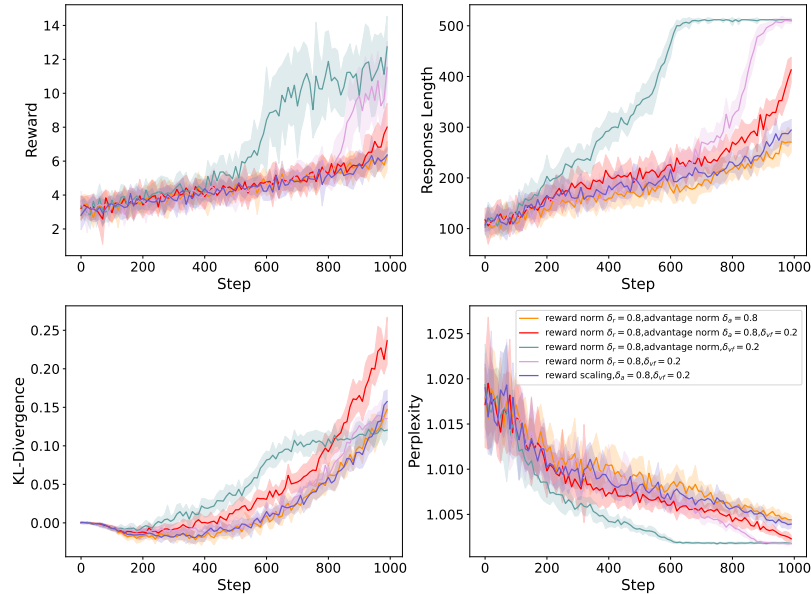 14
12
10
8
6
4
2
Reward
0 200 400 600 800 1000
Step
500
400
300
200
100
Response Length
0 200 400 600 800 1000
Step
0.25
0.20
0.15
0.10
0.05
0.00
KL-Divergence
0 200 400 600 800 1000
Step
1.025
1.020
1.015
1.010
1.005
Perplexity
reward norm δr = 0.8,advantage norm δa = 0.8
reward norm δr = 0.8,advantage norm δa = 0.8,δvf = 0.2
reward norm δr = 0.8,advantage norm,δvf = 0.2
reward norm δr = 0.8,δvf = 0.2
reward scaling,δa = 0.8,δvf = 0.2
0 200 400 600 800 1000
Step